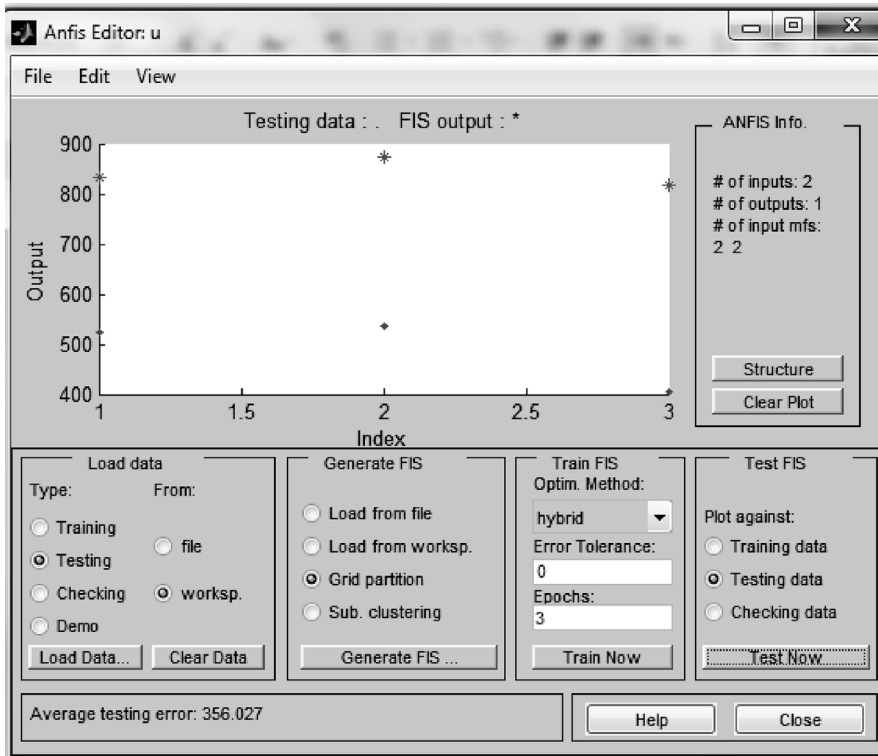 Anfis Editor: u
File Edit View
Testing data : . FIS output : *
900
800
700
600
500
400
Output
1 1.5 2 2.5 3
Index
ANFIS Info.
# of inputs: 2
# of outputs: 1
# of input mfs:
2 2
Structure
Clear Plot
Load data
Type: From:
Training
Testing
Checking
Demo
file
worksp.
Load Data... Clear Data
Generate FIS
Load from file
Load from worksp.
Grid partition
Sub. clustering
Generate FIS ...
Train FIS
Optim. Method:
hybrid
Error Tolerance:
0
Epochs:
3
Train Now
Test FIS
Plot against:
Training data
Testing data
Checking data
Test Now
Average testing error: 356.027
Help Close